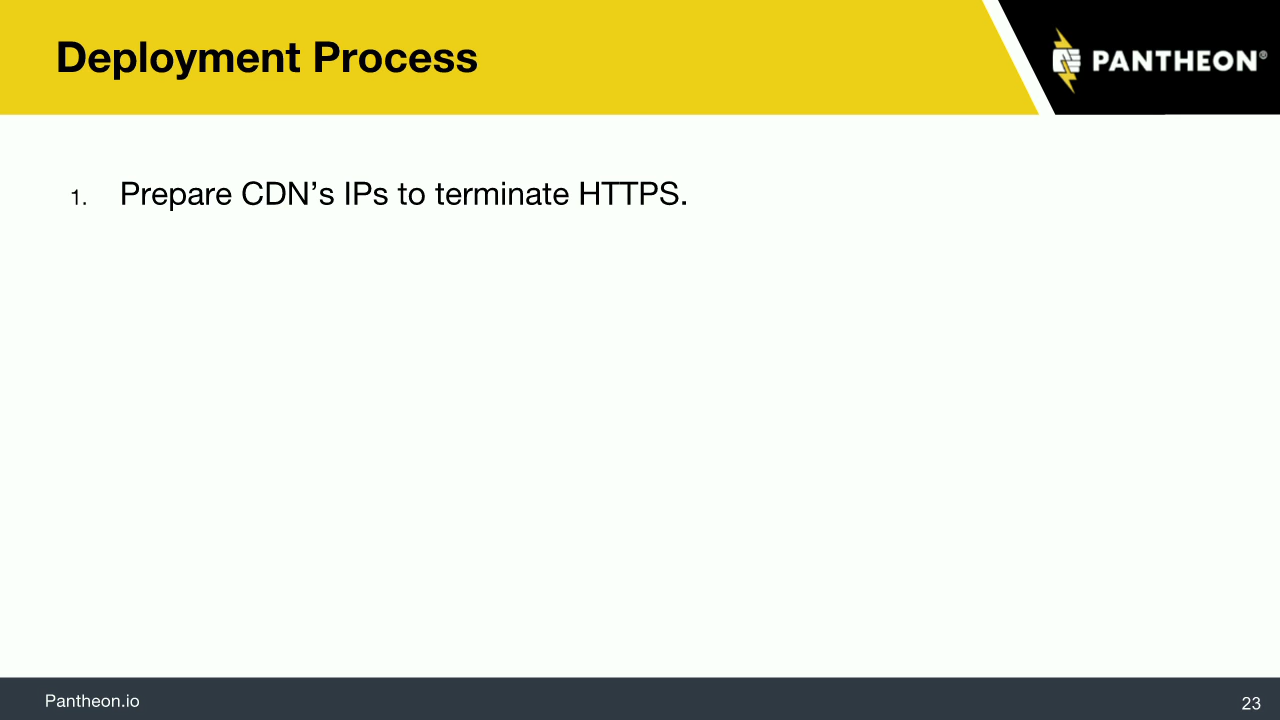 Deployment Process
PANTHEON®
1. Prepare CDN’s IPs to terminate HTTPS.
Pantheon.io
23